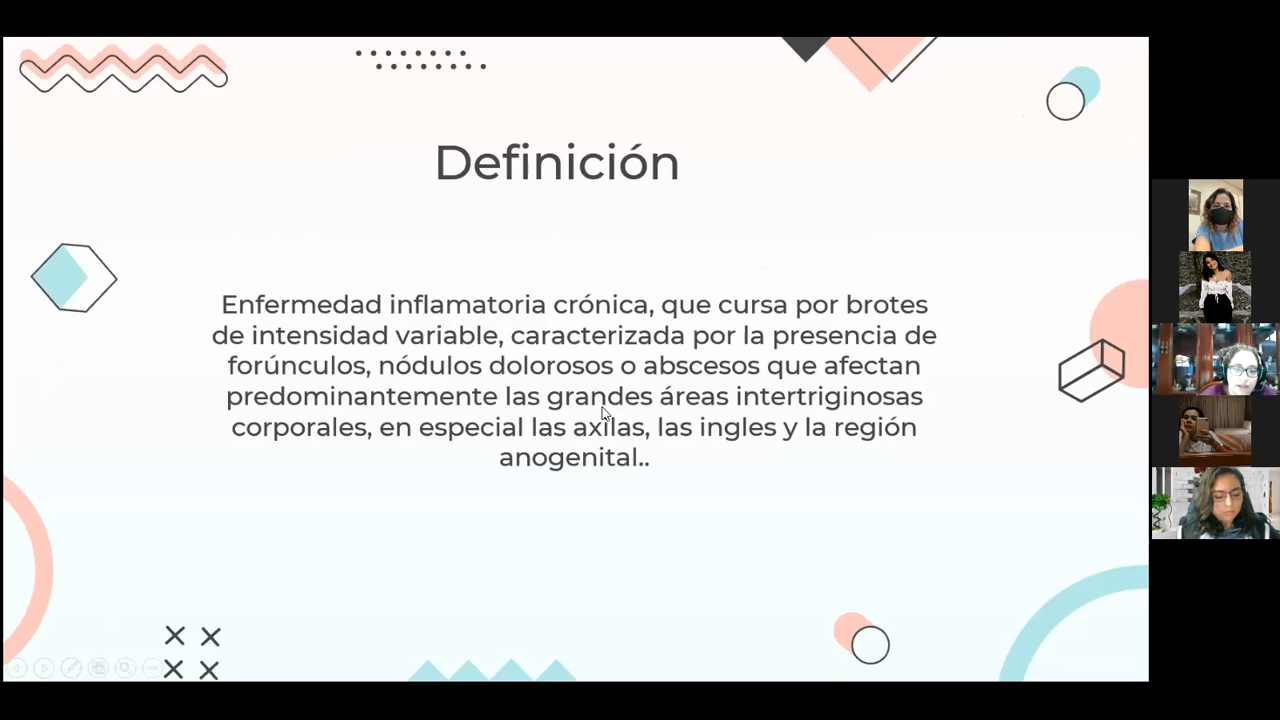 Definición
Enfermedad inflamatoria crónica, que cursa por brotes
de intensidad variable, caracterizada por la presencia de
forúnculos, nódulos dolorosos o abscesos que afectan
predominantemente las grandes áreas intertriginosas
corporales, en especial las axilas, las ingles y la región
anogenital..